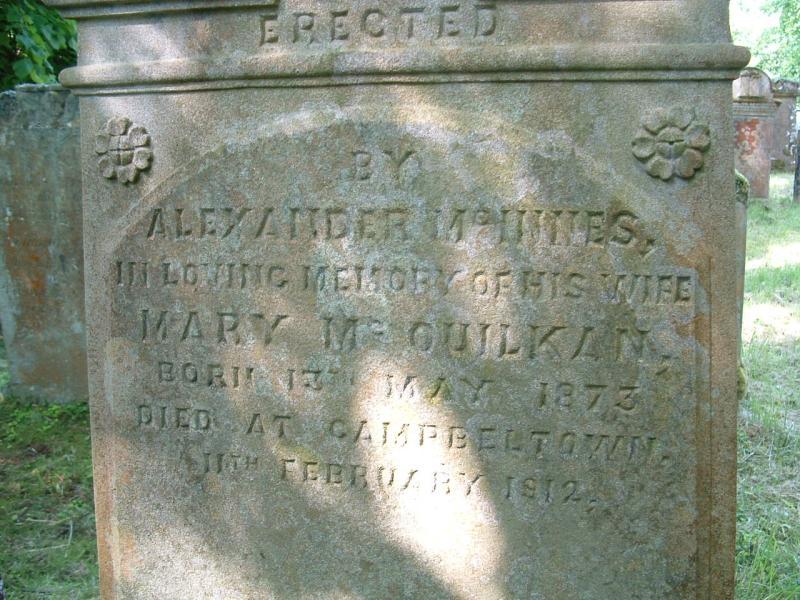 ERECTED
BY
ALEXANDER McINNES,
IN LOVING MEMORY OF HIS WIFE
MARY McQUILKAN,
BORN 13TH MAY 1873
DIED AT CAMPBELTOWN,
11TH FEBRUARY 1912.